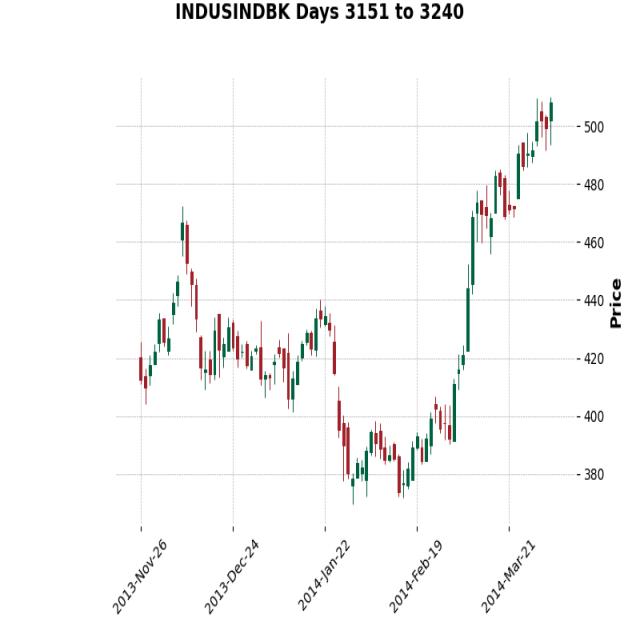 INDUSINDBK Days 3151 to 3240
500
480
460
440
420
400
380
Price
2013-Nov-26
2013-Dec-24
2014-Jan-22
2014-Feb-19
2014-Mar-21